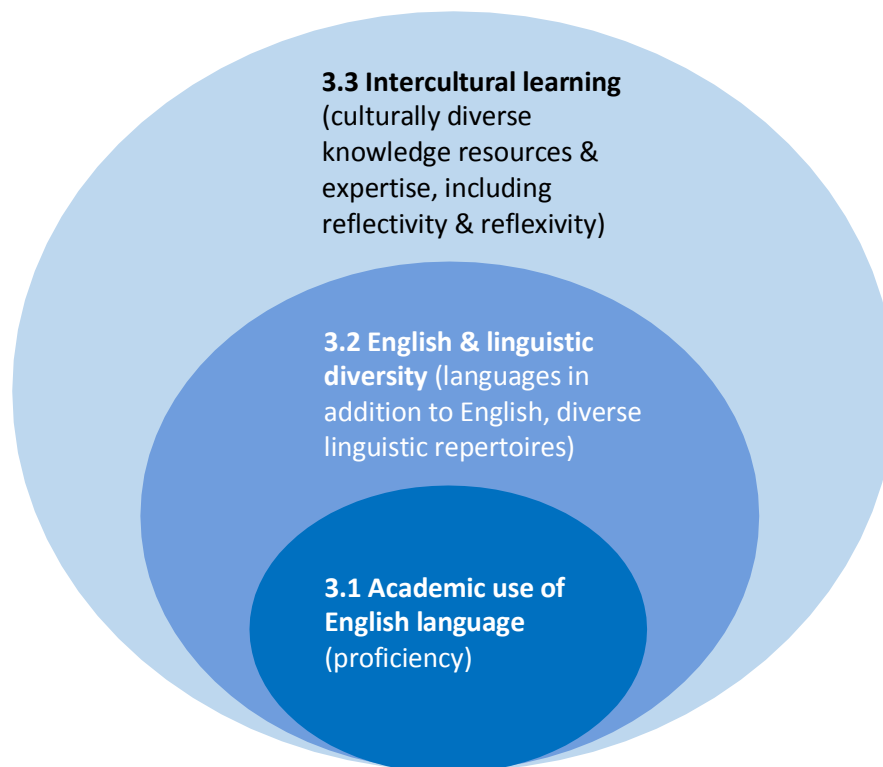 3.3 Intercultural learning
(culturally diverse
knowledge resources &
expertise, including
reflectivity & reflexivity)
3.2 English & linguistic
diversity (languages in
addition to English, diverse
linguistic repertoires)
3.1 Academic use of
English language
(proficiency)